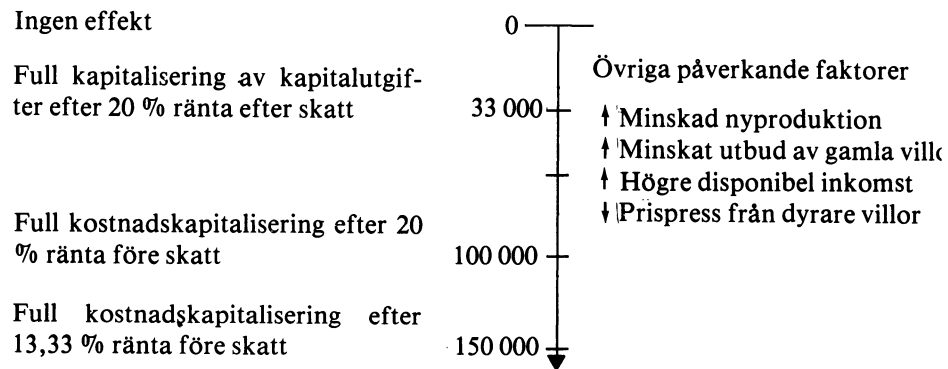 Ingen effekt
0
Full kapitalisering av kapitalutgif-
ter efter 20 % ränta efter skatt
33 000
Övriga påverkande faktorer
Minskad nyproduktion
Minskat utbud av gamla
Högre disponibel inkomst
Prispress från dyrare villor
Full kostnadskapitalisering efter 20
% ränta före skatt
100 000
Full kostnadskapitalisering efter
13,33 % ränta före skatt
150 000